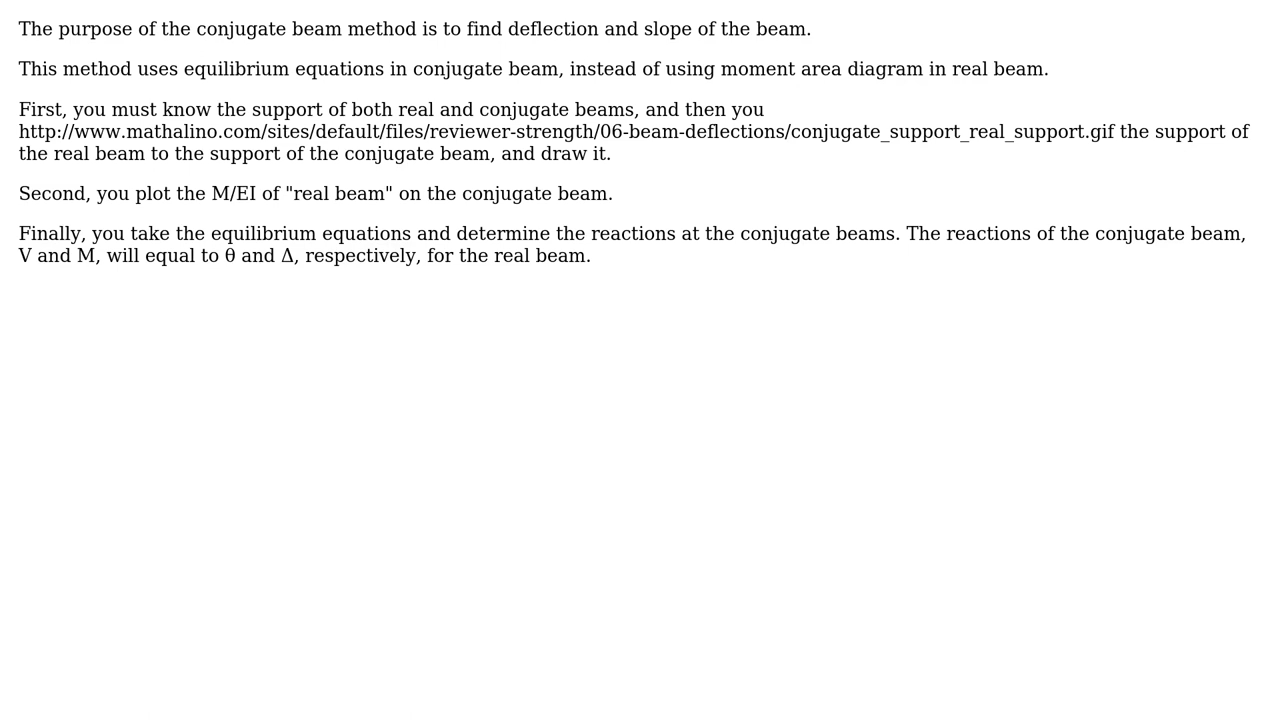 The purpose of the conjugate beam method is to find deflection and slope of the beam.
This method uses equilibrium equations in conjugate beam, instead of using moment area diagram in real beam.
First, you must know the support of both real and conjugate beams, and then you
http://www.mathalino.com/sites/default/files/reviewer-strength/06-beam-deflections/conjugate_support_real_support.gif the support of
the real beam to the support of the conjugate beam, and draw it.
Second, you plot the M/EI of "real beam" on the conjugate beam.
Finally, you take the equilibrium equations and determine the reactions at the conjugate beams. The reactions of the conjugate beam,
V and M, will equal to θ and Δ, respectively, for the real beam.